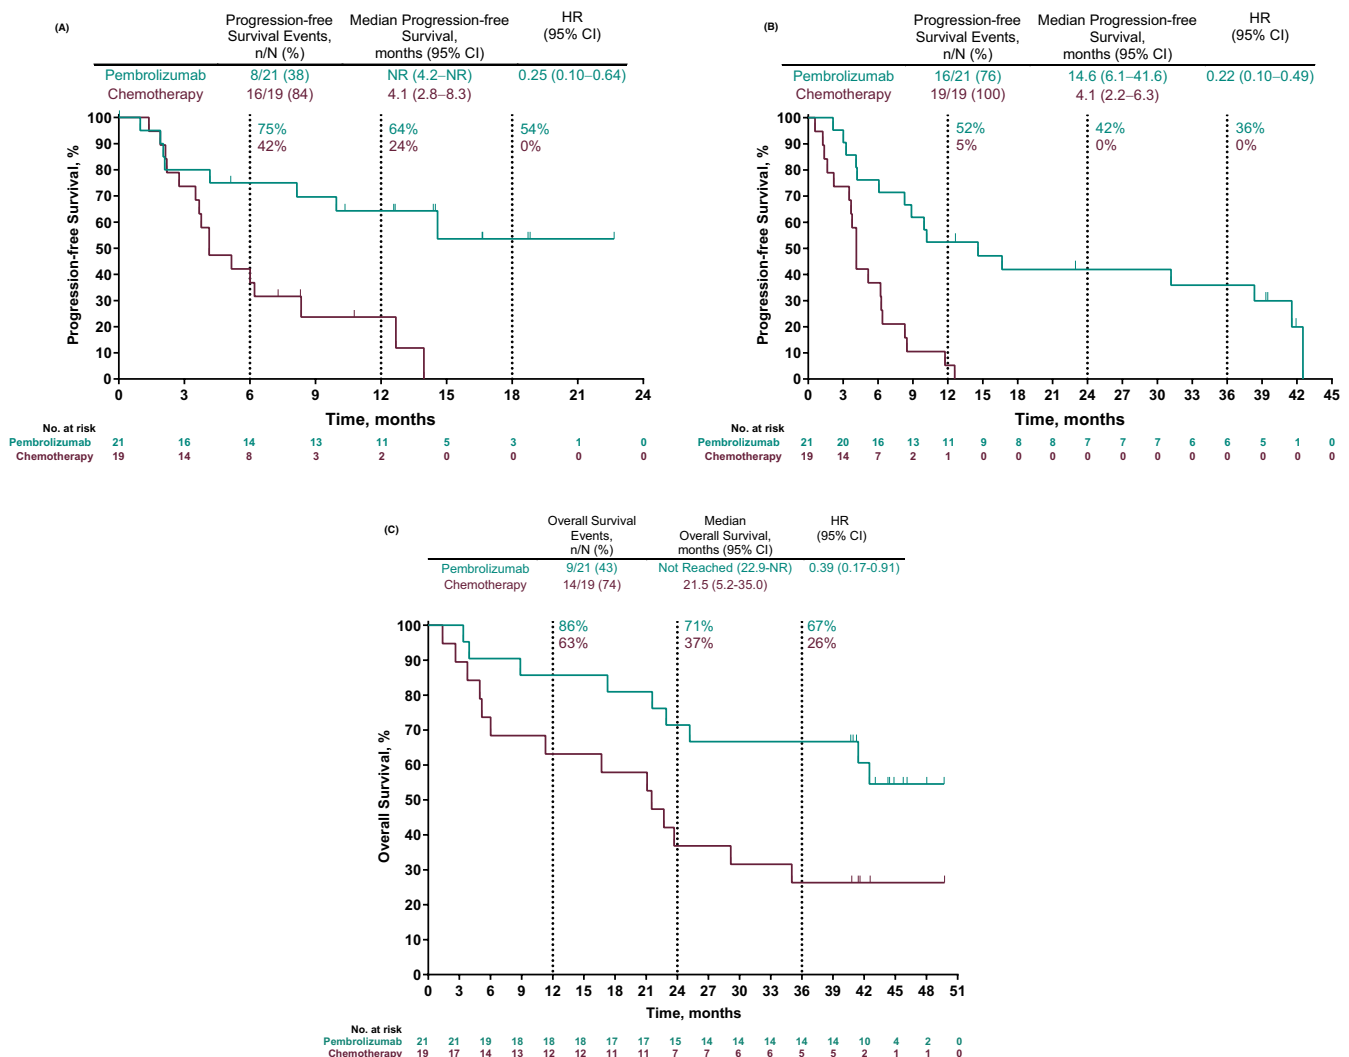 (A)
Progression-free Survival Events, n/N (%)
Median Progression-free Survival, months (95% CI)
HR (95% CI)
Pembrolizumab 8/21 (38) NR (4.2–NR) 0.25 (0.10–0.64)
Chemotherapy 16/19 (84) 4.1 (2.8–8.3)
75% 64% 54%
42% 24% 0%
Progression-free Survival, %
100
90
80
70
60
50
40
30
20
10
0
0 3 6 9 12 15 18 21 24
Time, months
No. at risk
Pembrolizumab 21 16 14 13 11 5 3 1 0
Chemotherapy 19 14 8 3 2 0 0 0 0
(B)
Progression-free Survival Events, n/N (%)
Median Progression-free Survival, months (95% CI)
HR (95% CI)
Pembrolizumab 16/21 (76) 14.6 (6.1–41.6) 0.22 (0.10–0.49)
Chemotherapy 19/19 (100) 4.1 (2.2–6.3)
52% 42% 36%
5% 0% 0%
Progression-free Survival, %
100
90
80
70
60
50
40
30
20
10
0
0 3 6 9 12 15 18 21 24 27 30 33 36 39 42 45
Time, months
No. at risk
Pembrolizumab 21 20 16 13 11 9 8 8 7 7 7 6 6 5 1 0
Chemotherapy 19 14 7 2 1 0 0 0 0 0 0 0 0 0 0 0
(C)
Overall Survival Events, n/N (%)
Median Overall Survival, months (95% CI)
HR (95% CI)
Pembrolizumab 9/21 (43) Not Reached (22.9-NR) 0.39 (0.17-0.91)
Chemotherapy 14/19 (74) 21.5 (5.2-35.0)
86% 71% 67%
63% 37% 26%
Overall Survival, %
100
90
80
70
60
50
40
30
20
10
0
0 3 6 9 12 15 18 21 24 27 30 33 36 39 42 45 48 51
Time, months
No. at risk
Pembrolizumab 21 21 19 18 18 18 17 17 15 14 14 14 14 14 10 4 2 0
Chemotherapy 19 17 14 13 12 12 11 11 7 7 6 6 5 5 2 1 1 0